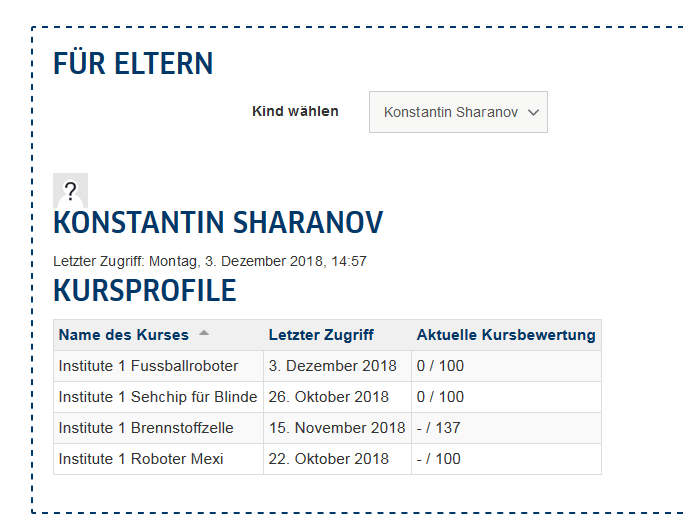 FÜR ELTERN
Kind wählen Konstantin Sharanov
?
KONSTANTIN SHARANOV
Letzter Zugriff: Montag, 3. Dezember 2018, 14:57
KURSPROFILE
Name des Kurses Letzter Zugriff Aktuelle Kursbewertung
Institute 1 Fussballroboter 3. Dezember 2018 0 / 100
Institute 1 Sehchip für Blinde 26. Oktober 2018 0 / 100
Institute 1 Brennstoffzelle 15. November 2018 - / 137
Institute 1 Roboter Mexi 22. Oktober 2018 - / 100